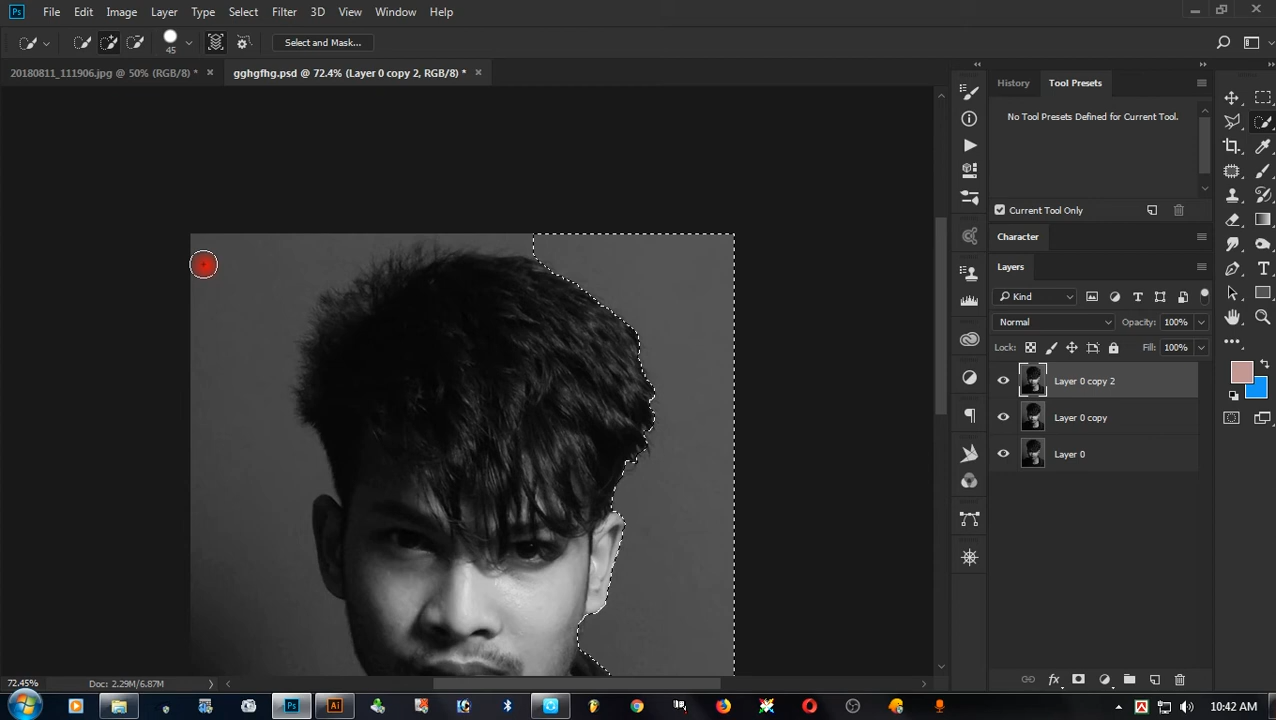 Ps File Edit Image Layer Type Select Filter 3D View Window Help
45 Select and Mask...
20180811_111906.jpg @ 50% (RGB/8) * × gghgfhg.psd @ 72.4% (Layer 0 copy 2, RGB/8) * ×
History Tool Presets
No Tool Presets Defined for Current Tool.
Current Tool Only
Character
Layers
Kind
Normal Opacity: 100%
Lock: Fill: 100%
Layer 0 copy 2
Layer 0 copy
Layer 0
fx
72.45% Doc: 2.29M/6.87M
Ps Ai 10:42 AM